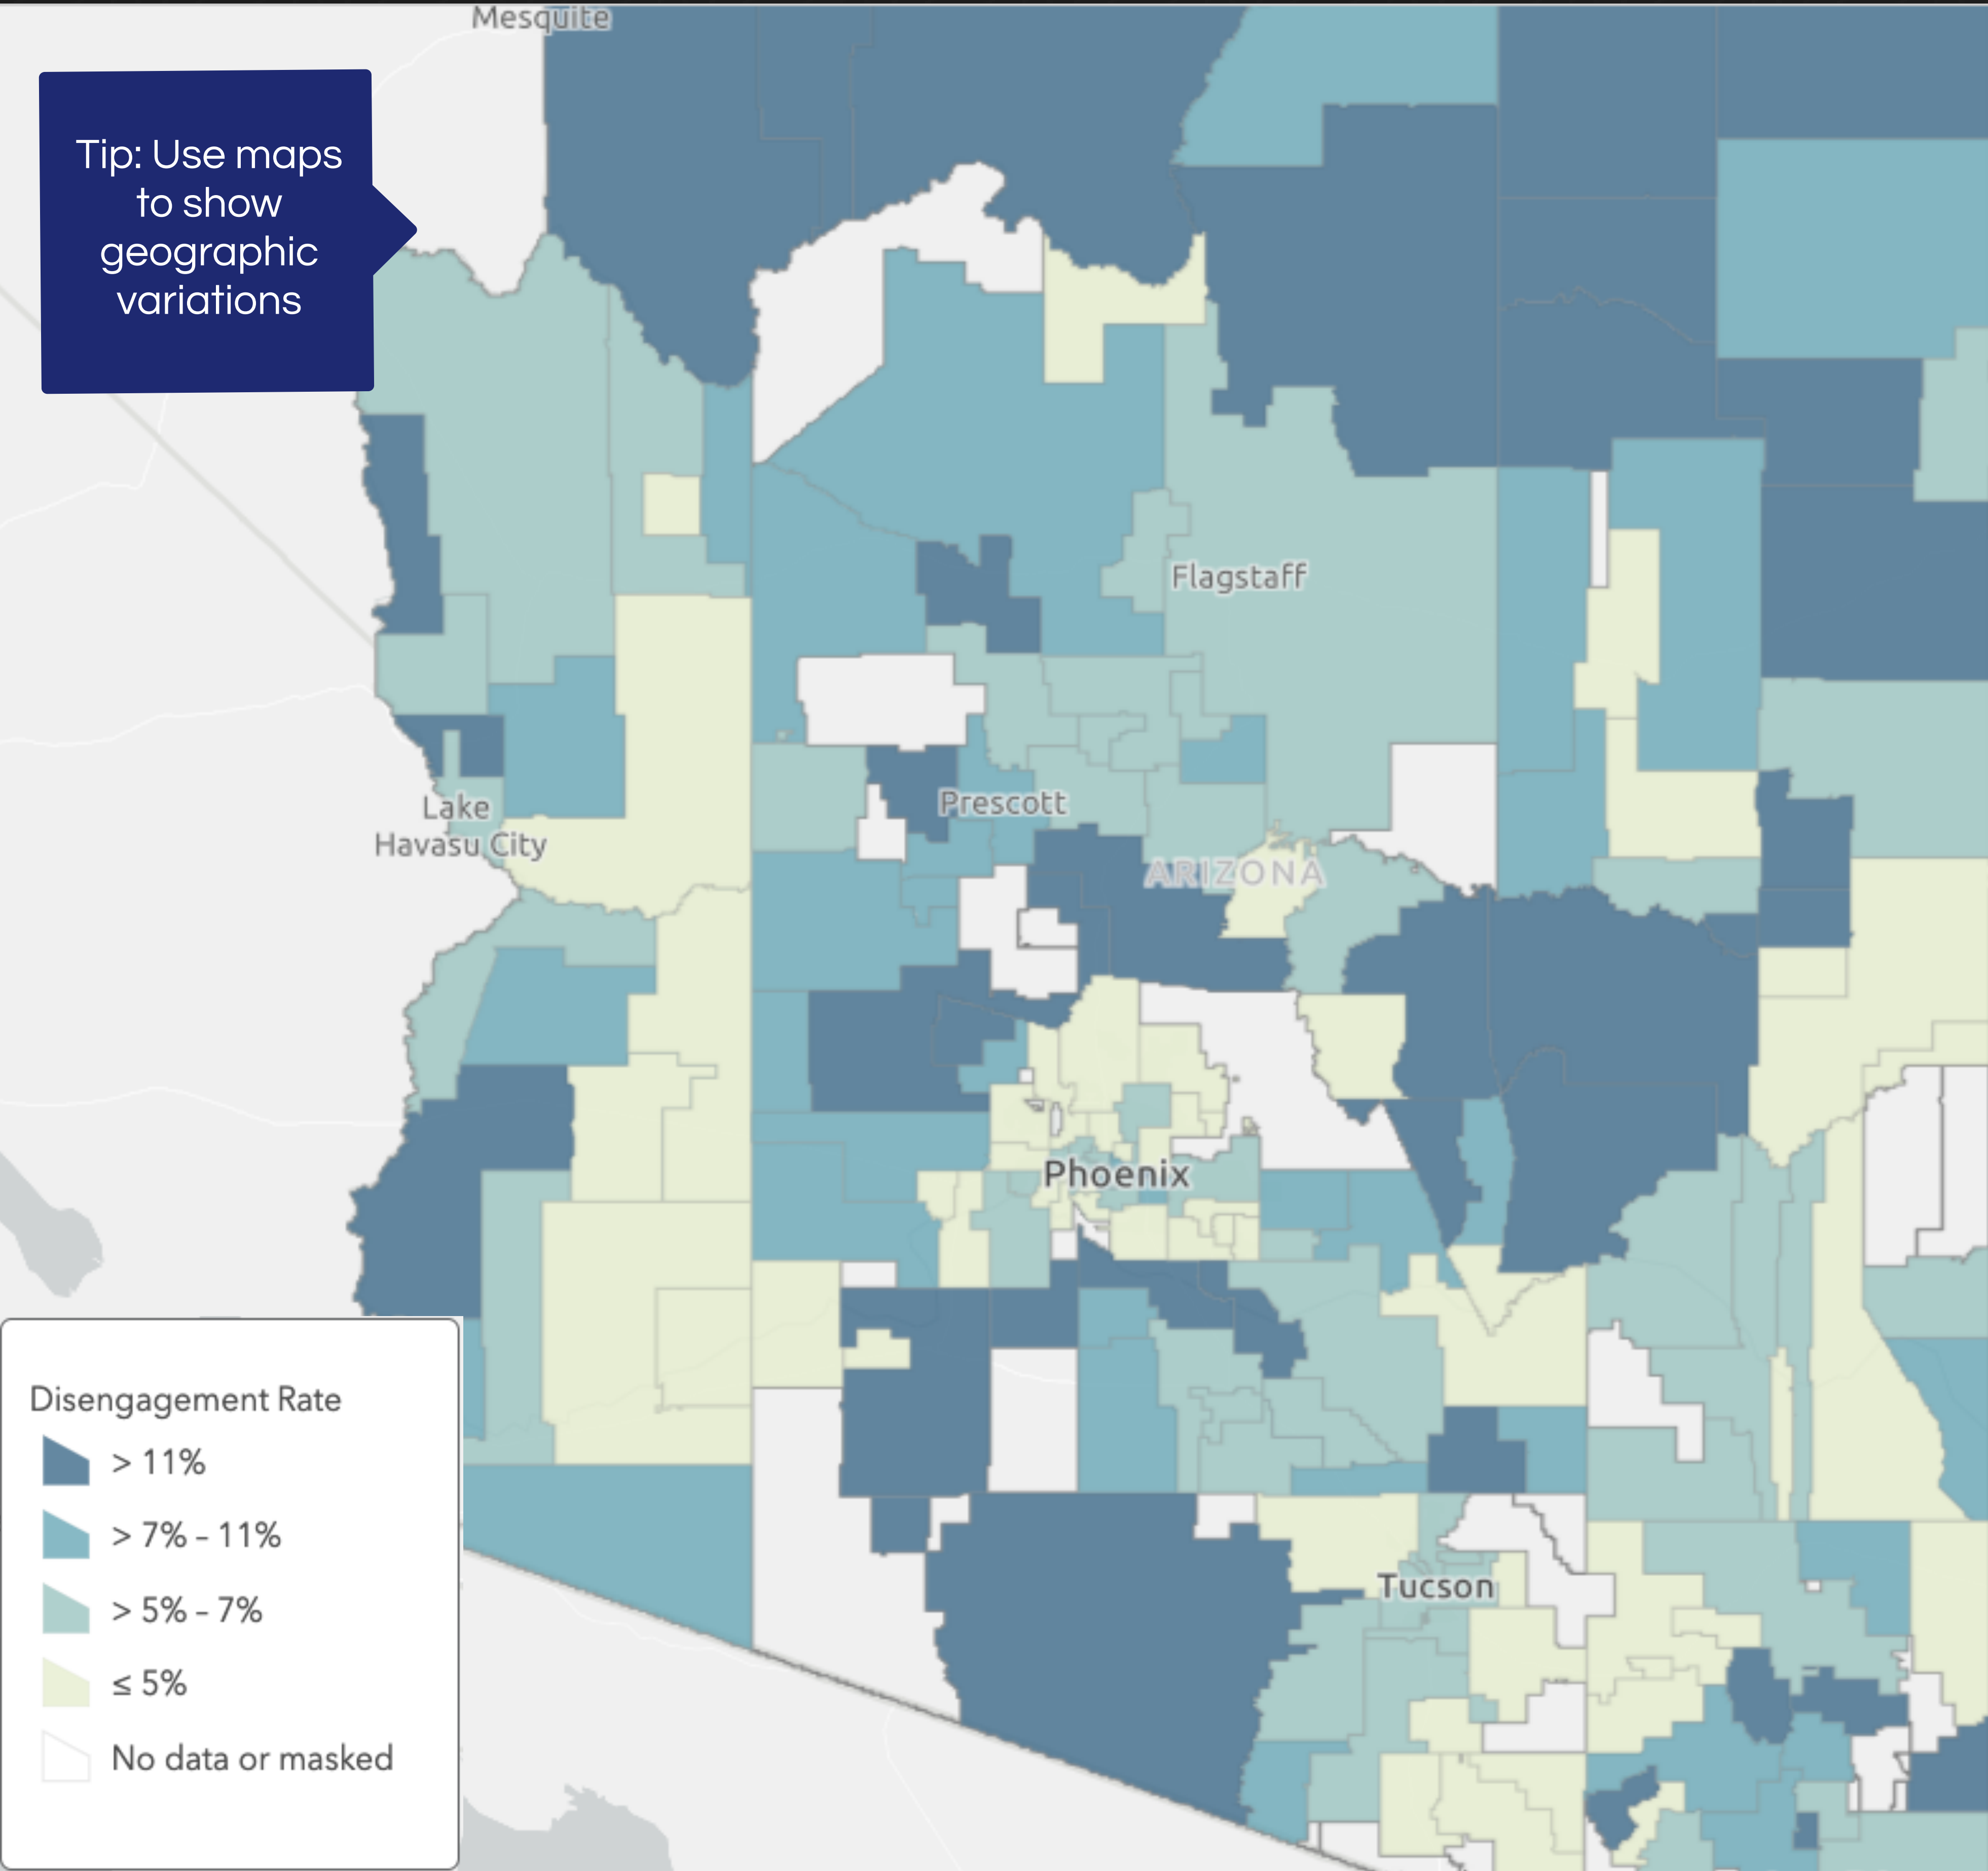 Mesquite
Tip: Use maps
to show
geographic
variations
Flagstaff
Prescott
Lake
Havasu City
ARIZONA
Phoenix
Tucson
Disengagement Rate
> 11%
> 7% - 11%
> 5% - 7%
≤ 5%
No data or masked